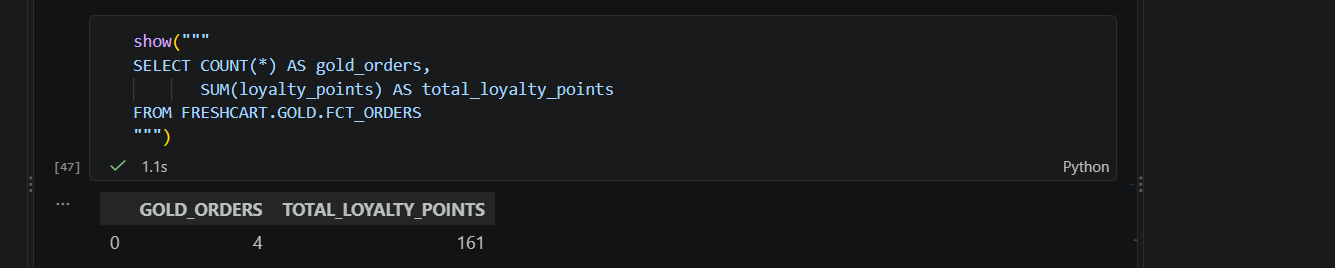 show("""
SELECT COUNT(*) AS gold_orders,
SUM(loyalty_points) AS total_loyalty_points
FROM FRESHCART.GOLD.FCT_ORDERS
""")
[47] 1.1s Python
... GOLD_ORDERS TOTAL_LOYALTY_POINTS
0 4 161